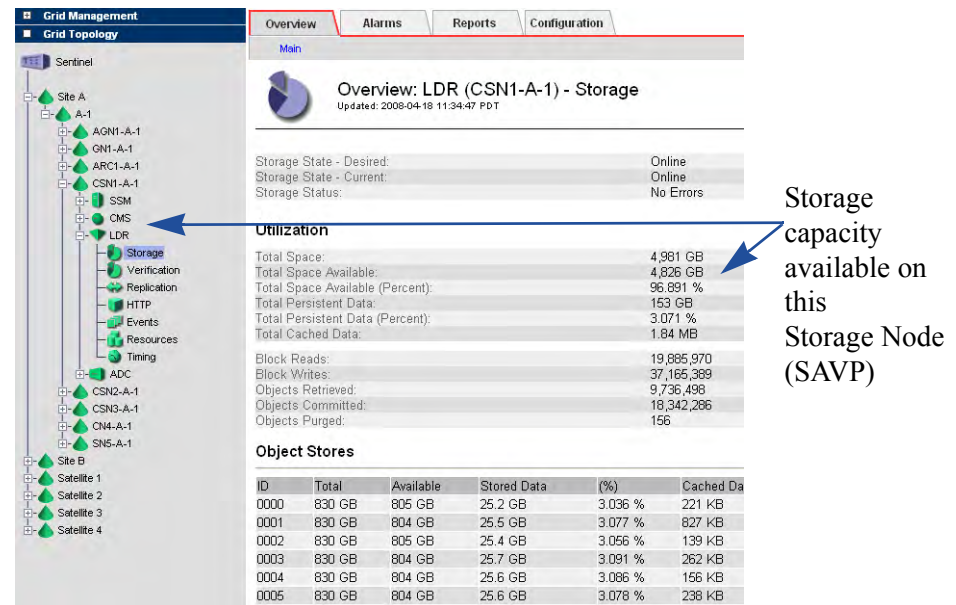 Grid Management
Grid Topology
Sentinel
Site A
A-1
AGN1-A-1
GN1-A-1
ARC1-A-1
CSN1-A-1
SSM
CMS
LDR
Storage
Verification
Replication
HTTP
Events
Resources
Timing
ADC
CSN2-A-1
CSN3-A-1
CN4-A-1
SN5-A-1
Site B
Satellite 1
Satellite 2
Satellite 3
Satellite 4
Overview Alarms Reports Configuration
Main
Overview: LDR (CSN1-A-1) - Storage
Updated: 2008-04-18 11:34:47 PDT
Storage State - Desired: Online
Storage State - Current: Online
Storage Status: No Errors
Utilization
Total Space: 4,981 GB
Total Space Available: 4,826 GB
Total Space Available (Percent): 96.891 %
Total Persistent Data: 153 GB
Total Persistent Data (Percent): 3.071 %
Total Cached Data: 1.84 MB
Block Reads: 19,885,970
Block Writes: 37,165,389
Objects Retrieved: 9,736,498
Objects Committed: 18,342,286
Objects Purged: 156
Object Stores
ID Total Available Stored Data (%) Cached Da
0000 830 GB 805 GB 25.2 GB 3.036 % 221 KB
0001 830 GB 804 GB 25.5 GB 3.077 % 827 KB
0002 830 GB 805 GB 25.4 GB 3.056 % 139 KB
0003 830 GB 804 GB 25.7 GB 3.091 % 262 KB
0004 830 GB 804 GB 25.6 GB 3.086 % 156 KB
0005 830 GB 804 GB 25.6 GB 3.078 % 238 KB
Storage
capacity
available on
this
Storage Node
(SAVP)